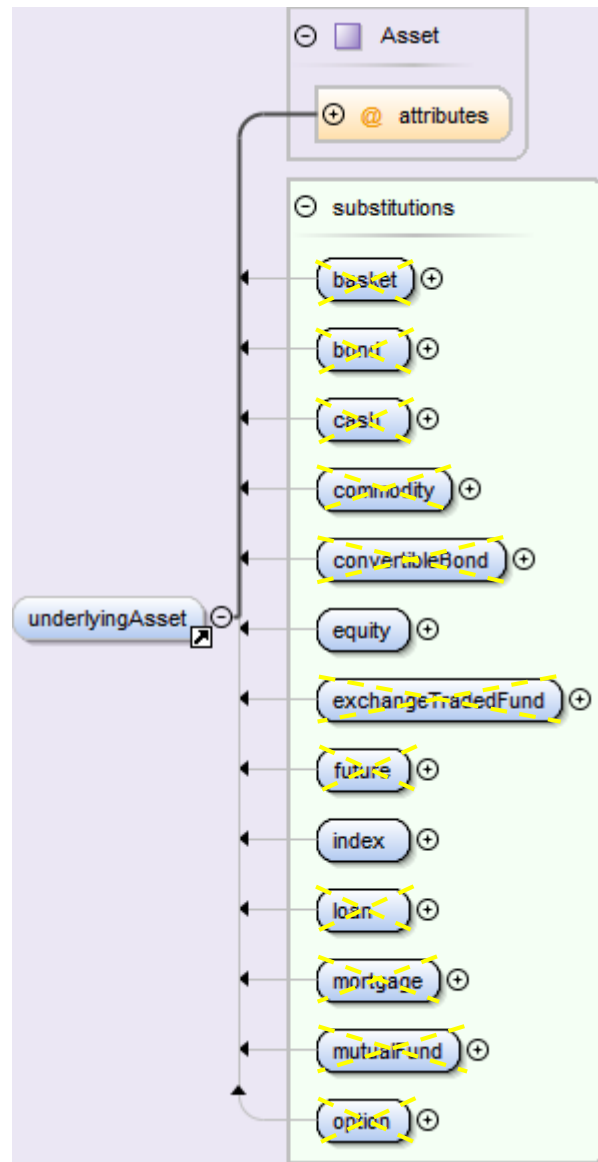 Asset
@ attributes
substitutions
basket
bond
cash
commodity
convertibleBond
underlyingAsset
equity
exchangeTradedFund
future
index
loan
mortgage
mutualFund
option